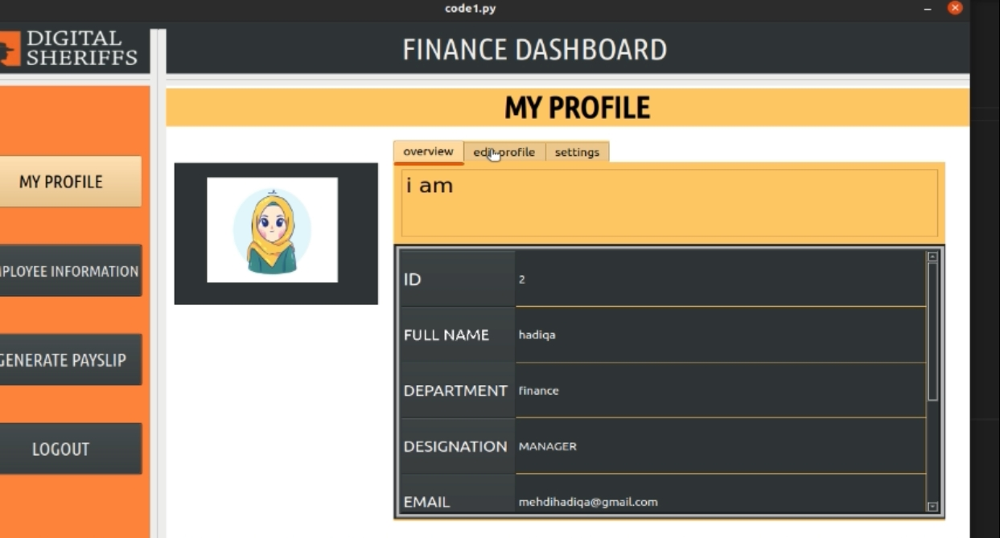 code1.py
DIGITAL
SHERIFFS
FINANCE DASHBOARD
MY PROFILE
overview
edit profile
settings
MY PROFILE
i am
EMPLOYEE INFORMATION
GENERATE PAYSLIP
LOGOUT
ID 2
FULL NAME hadiqa
DEPARTMENT finance
DESIGNATION MANAGER
EMAIL mehdihadiqa@gmail.com